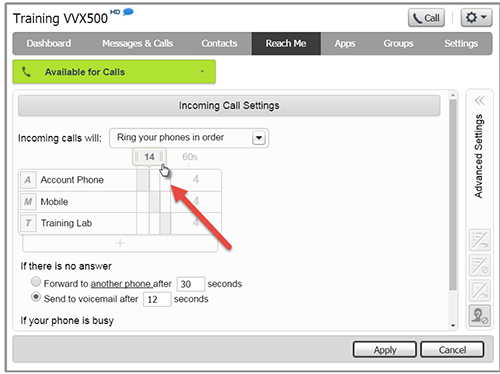 Training VVX500 HD
Call
Dashboard Messages & Calls Contacts Reach Me Apps Groups Settings
Available for Calls
Incoming Call Settings
Incoming calls will: Ring your phones in order
14 60s
A Account Phone 4
M Mobile 4
T Training Lab 4
+
If there is no answer
Forward to another phone after 30 seconds
Send to voicemail after 12 seconds
If your phone is busy
Advanced Settings
Apply Cancel